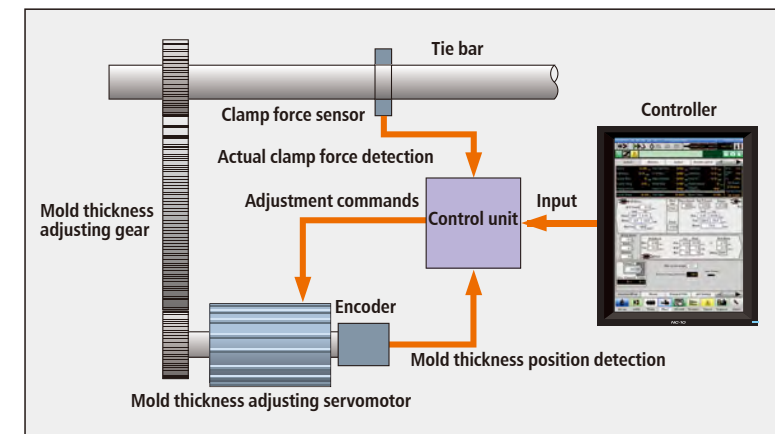 Tie bar
Controller
Clamp force sensor
Actual clamp force detection
Adjustment commands
Control unit
Input
Mold thickness
adjusting gear
Encoder
Mold thickness position detection
Mold thickness adjusting servomotor